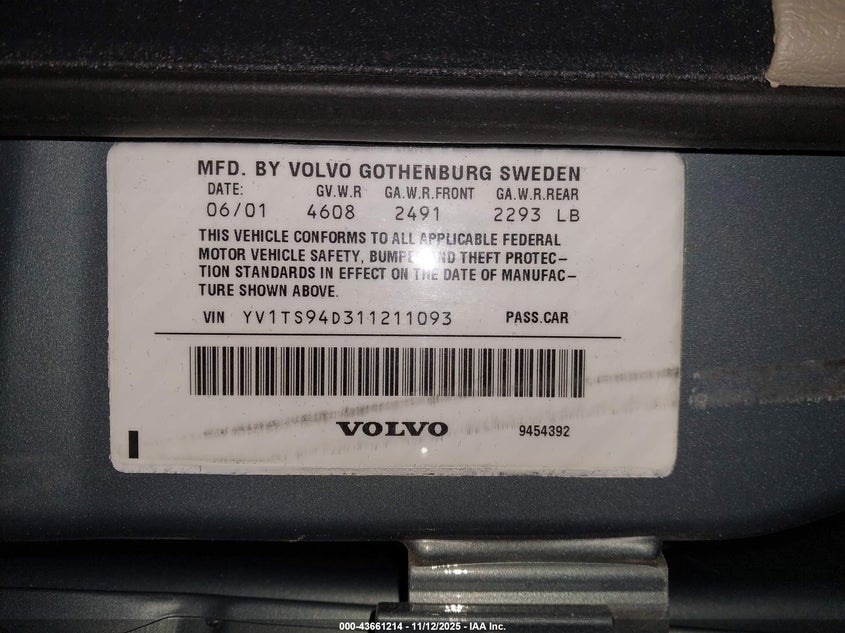 MFD. BY VOLVO GOTHENBURG SWEDEN
DATE: GV.W.R GA.W.R.FRONT GA.W.R.REAR
06/01 4608 2491 2293 LB
THIS VEHICLE CONFORMS TO ALL APPLICABLE FEDERAL
MOTOR VEHICLE SAFETY, BUMPER AND THEFT PROTEC–
TION STANDARDS IN EFFECT ON THE DATE OF MANUFAC–
TURE SHOWN ABOVE.
VIN YV1TS94D311211093 PASS.CAR
VOLVO 9454392
000-43661214 - 11/12/2025 - IAA Inc.